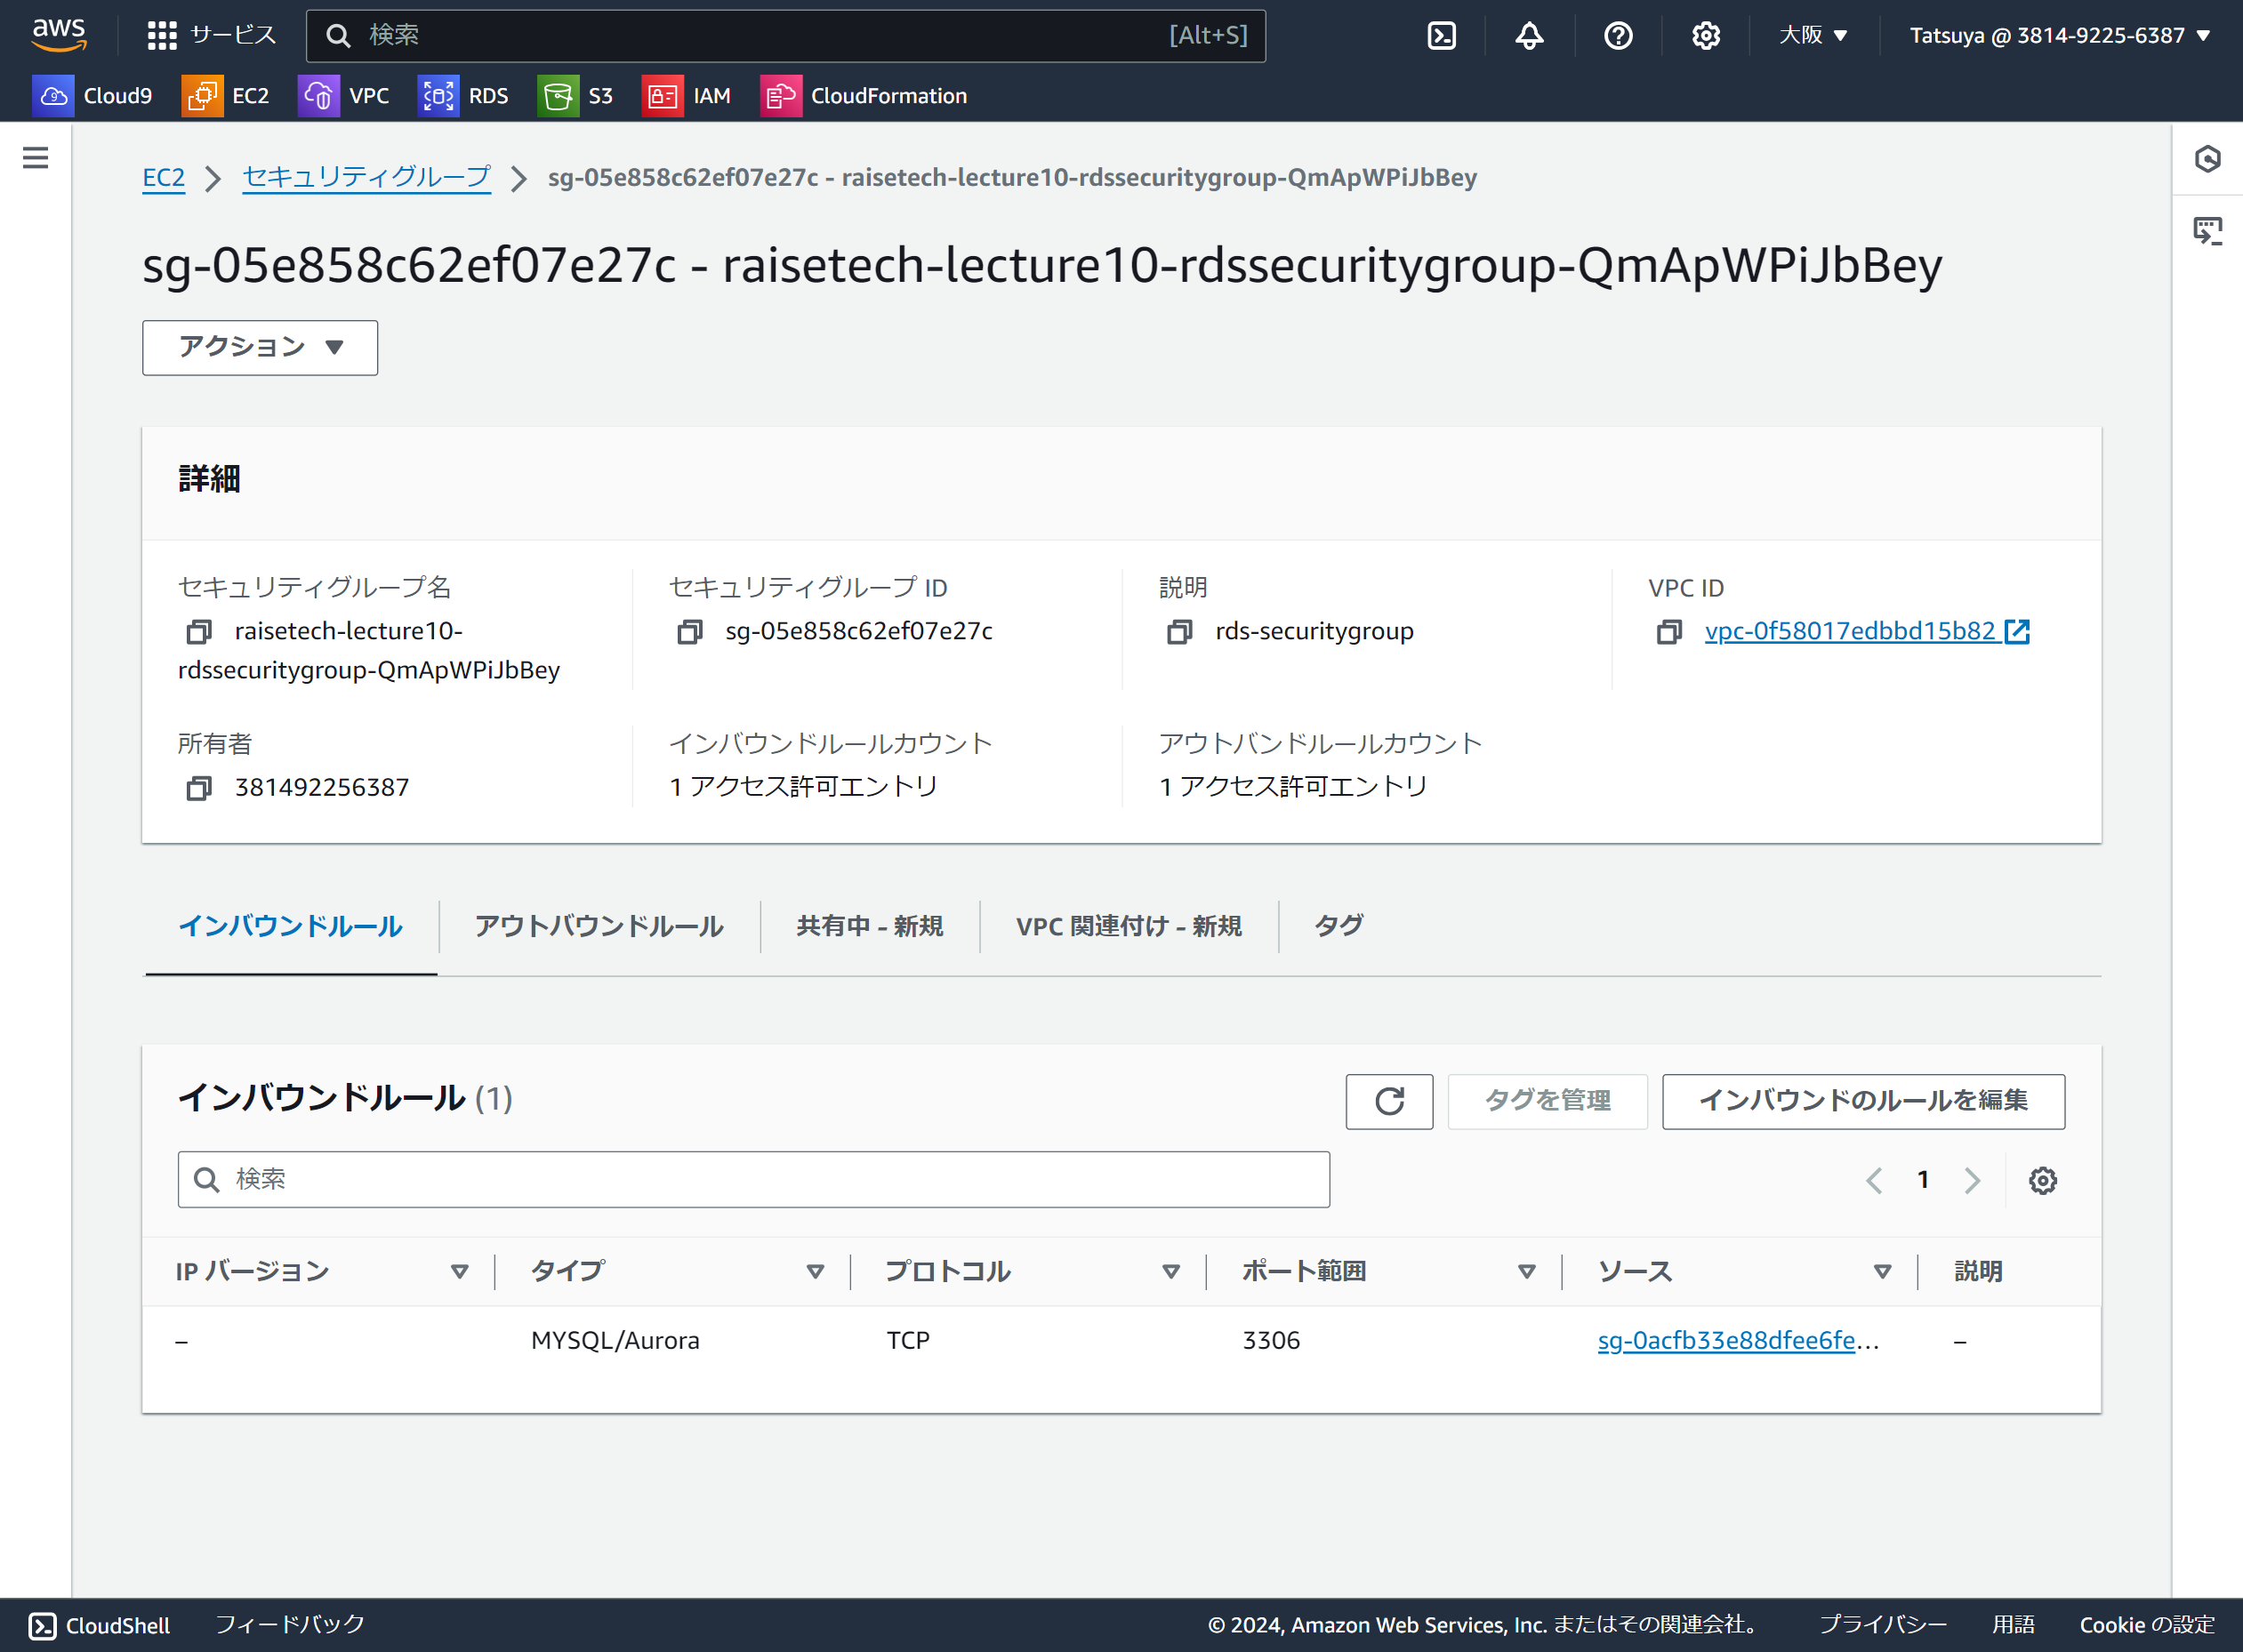 aws サービス 検索 [Alt+S] 大阪 Tatsuya @ 3814-9225-6387
Cloud9 EC2 VPC RDS S3 IAM CloudFormation
EC2 セキュリティグループ sg-05e858c62ef07e27c - raisetech-lecture10-rdssecuritygroup-QmApWPiJbBey
sg-05e858c62ef07e27c - raisetech-lecture10-rdssecuritygroup-QmApWPiJbBey
アクション
詳細
セキュリティグループ名 セキュリティグループ ID 説明 VPC ID
raisetech-lecture10- sg-05e858c62ef07e27c rds-securitygroup vpc-0f58017edbbd15b82
rdssecuritygroup-QmApWPiJbBey
所有者 インバウンドルールカウント アウトバンドルールカウント
381492256387 1 アクセス許可エントリ 1 アクセス許可エントリ
インバウンドルール アウトバウンドルール 共有中 - 新規 VPC 関連付け - 新規 タグ
インバウンドルール (1) タグを管理 インバウンドのルールを編集
検索 1
IP バージョン タイプ プロトコル ポート範囲 ソース 説明
– MYSQL/Aurora TCP 3306 sg-0acfb33e88dfee6fe... –
CloudShell フィードバック © 2024, Amazon Web Services, Inc. またはその関連会社。 プライバシー 用語 Cookie の設定